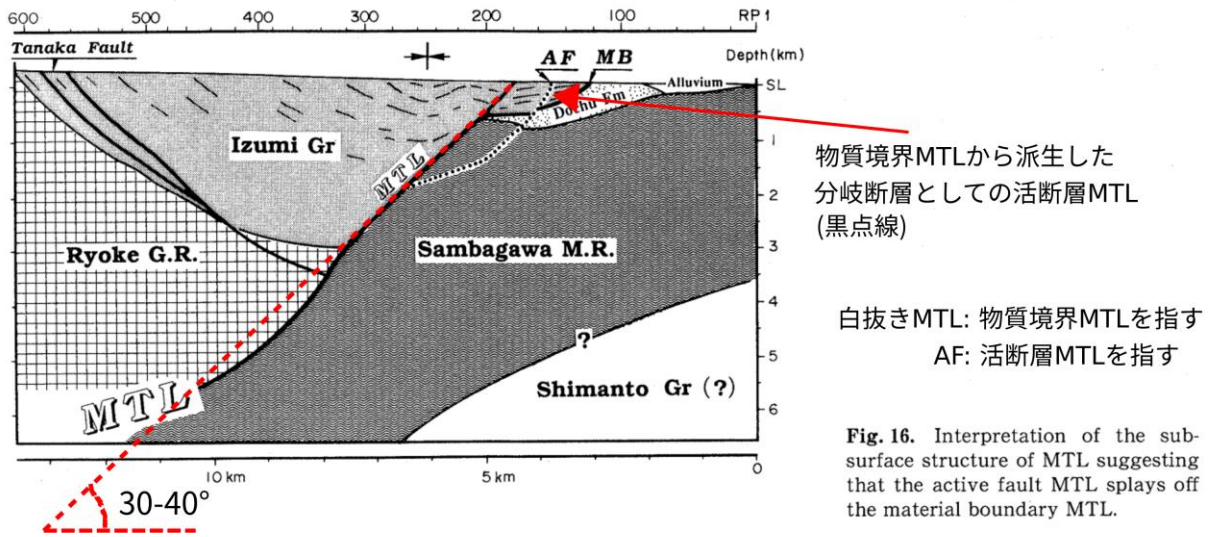 600 500 400 300 200 100 RP 1
Tanaka Fault
AF MB
Depth(km)
SL
Alluvium
Dochu Fm
Izumi Gr
MTL
1
2
3
4
5
6
Ryoke G.R.
Sambagawa M.R.
?
Shimanto Gr (?)
MTL
10 km 5 km 0
30-40°
物質境界MTLから派生した
分岐断層としての活断層MTL
(黒点線)
白抜きMTL: 物質境界MTLを指す
AF: 活断層MTLを指す
Fig. 16. Interpretation of the sub-
surface structure of MTL suggesting
that the active fault MTL splays off
the material boundary MTL.